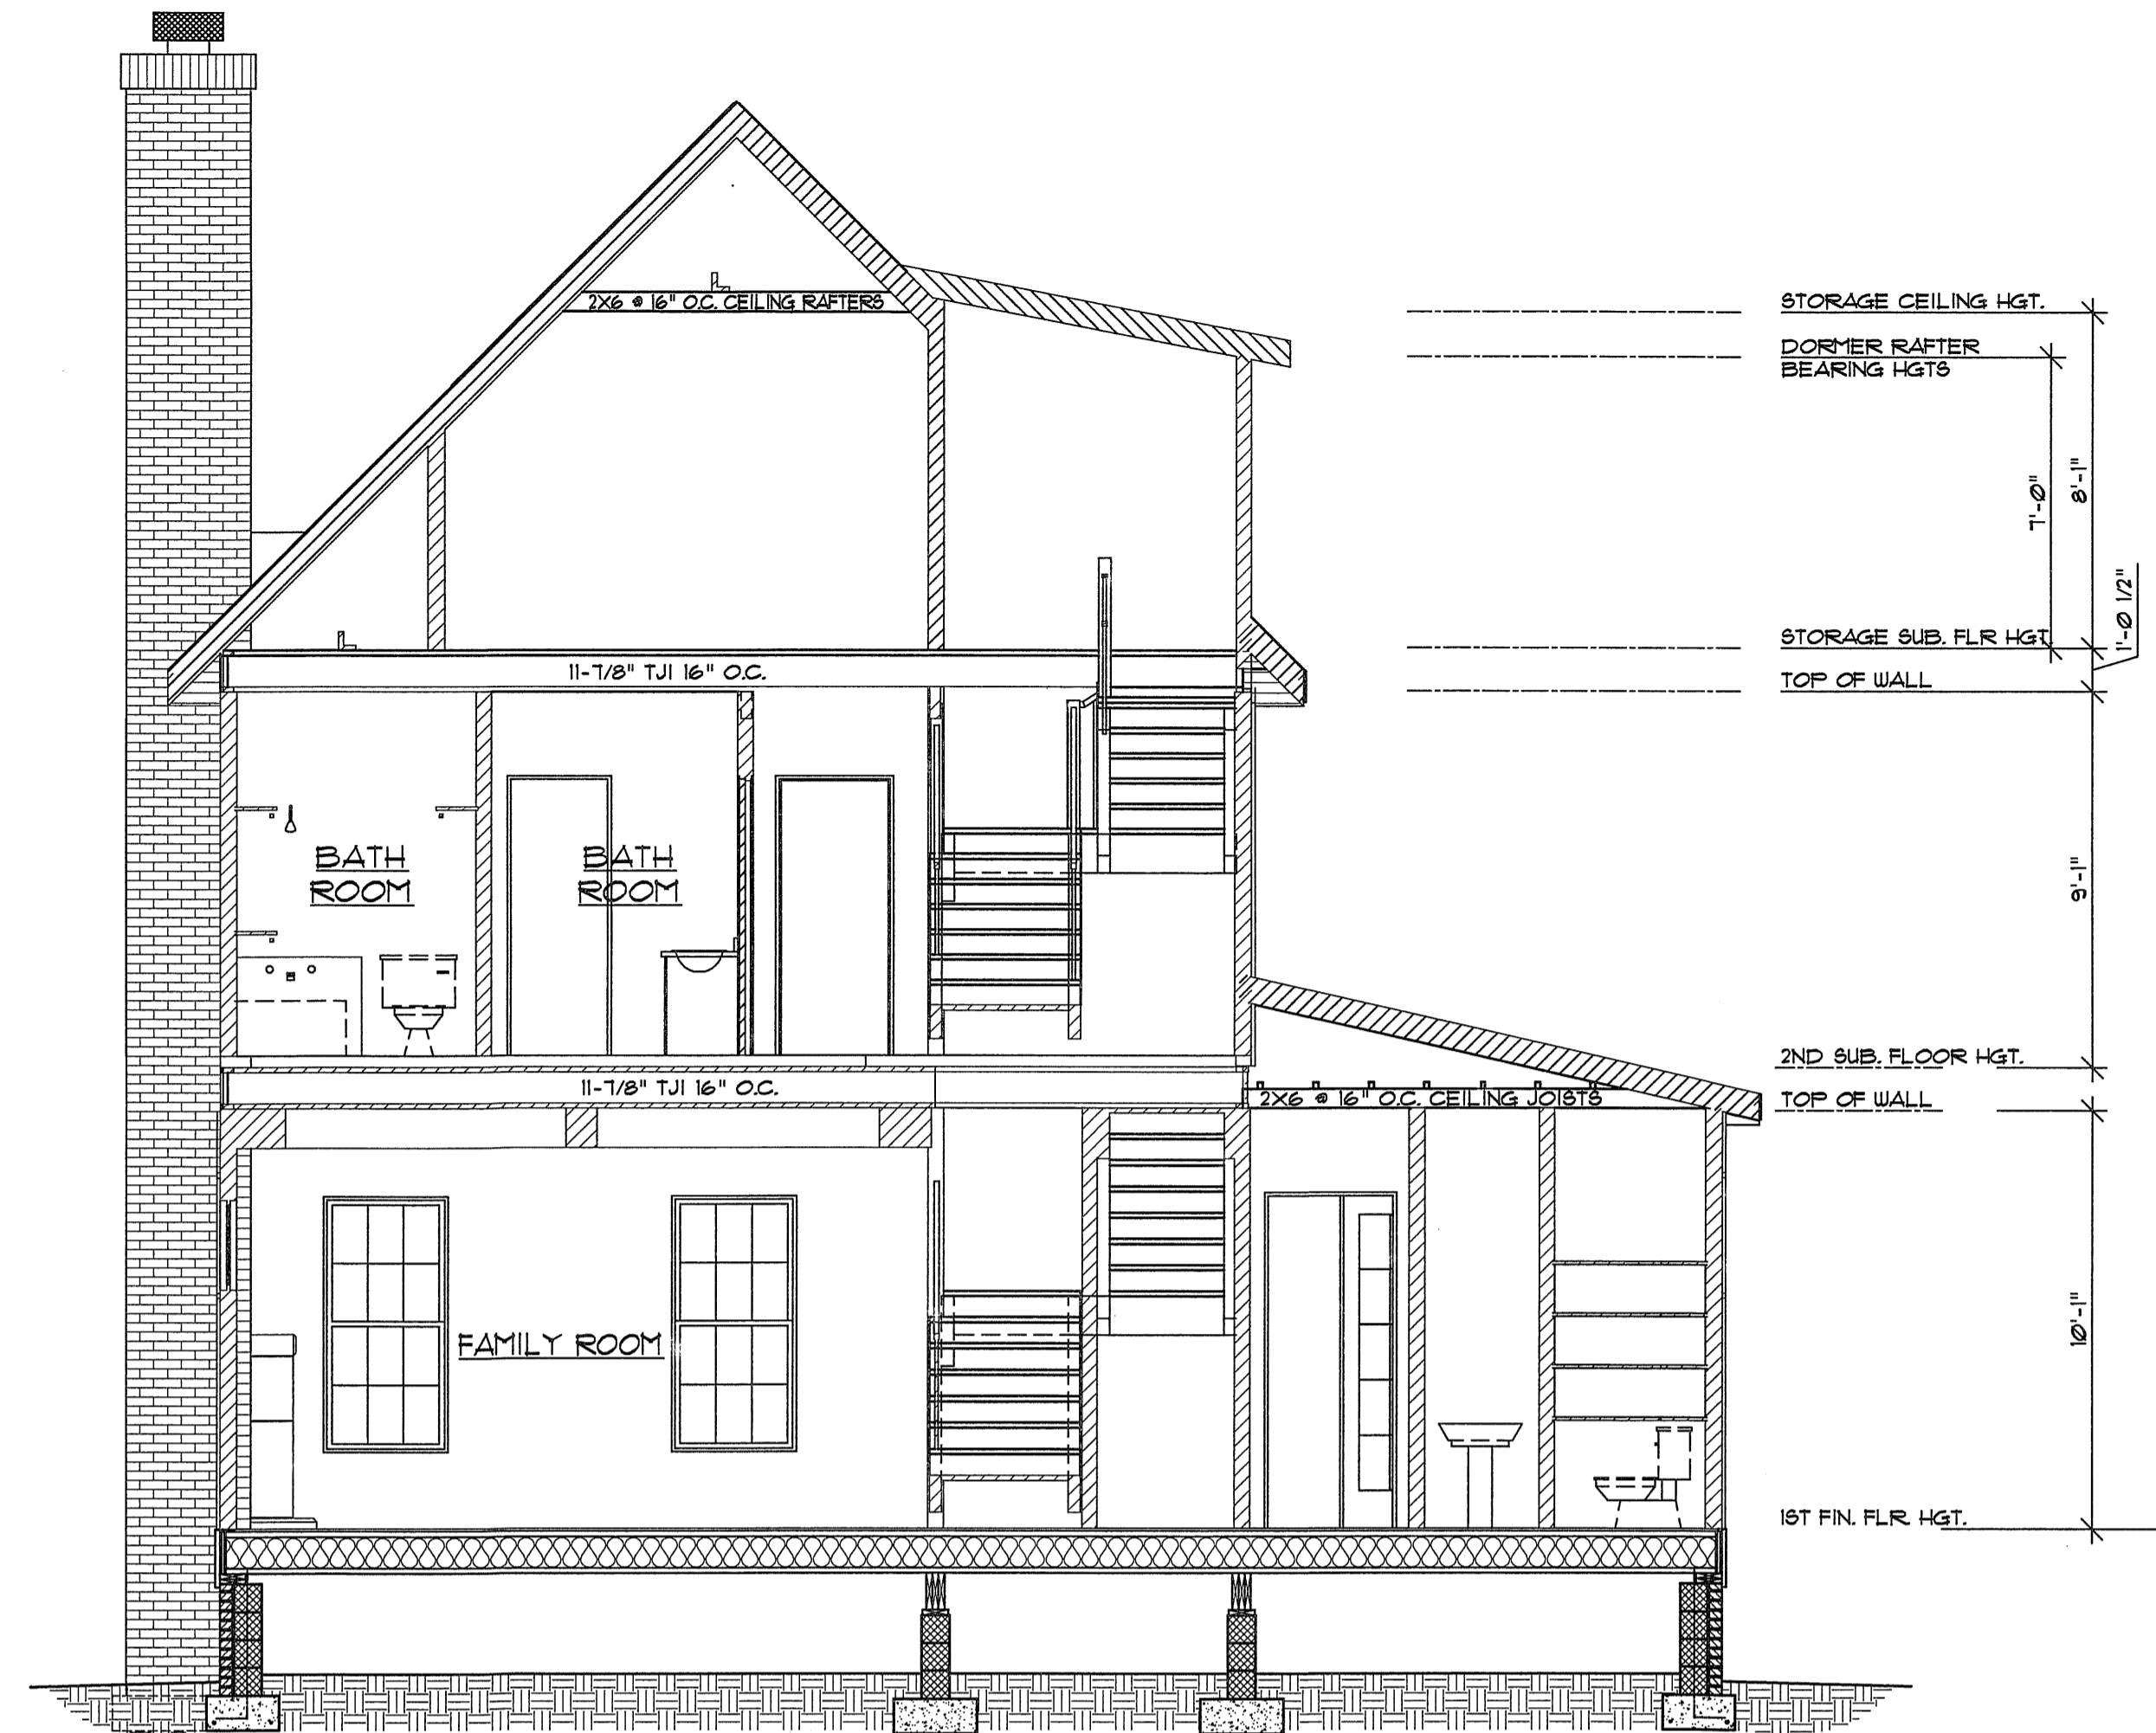 2X6 @ 16" O.C. CEILING RAFTERS
STORAGE CEILING HGT.
DORMER RAFTER
BEARING HGTS
7'-0"
8'-1"
1'-0 1/2"
STORAGE SUB. FLR HGT.
11-7/8" TJI 16" O.C.
TOP OF WALL
BATH
ROOM
BATH
ROOM
9'-1"
2ND SUB. FLOOR HGT.
11-7/8" TJI 16" O.C.
2X6 @ 16" O.C. CEILING JOISTS
TOP OF WALL
FAMILY ROOM
10'-1"
1ST FIN. FLR HGT.